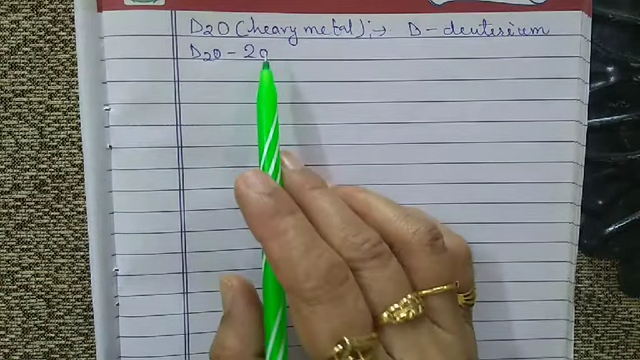 D2O (heavy metal) :→ D - deuterium
D2O - 20